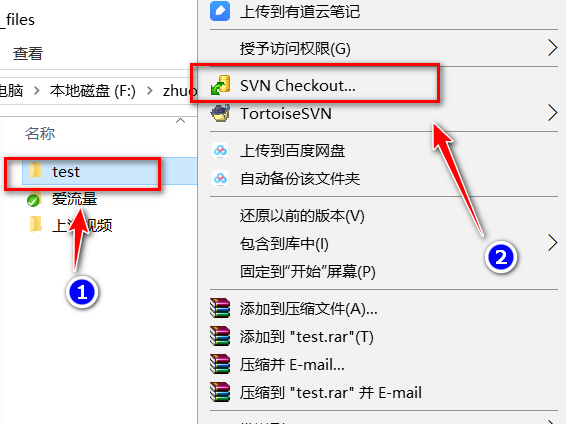 _files
查看
电脑 > 本地磁盘 (F:) > zhuo
名称
test
爱流量
上海视频
1
上传到有道云笔记
授予访问权限(G)
SVN Checkout...
TortoiseSVN
上传到百度网盘
自动备份该文件夹
还原以前的版本(V)
包含到库中(I)
固定到"开始"屏幕(P)
2
添加到压缩文件(A)...
添加到 "test.rar"(T)
压缩并 E-mail...
压缩到 "test.rar" 并 E-mail